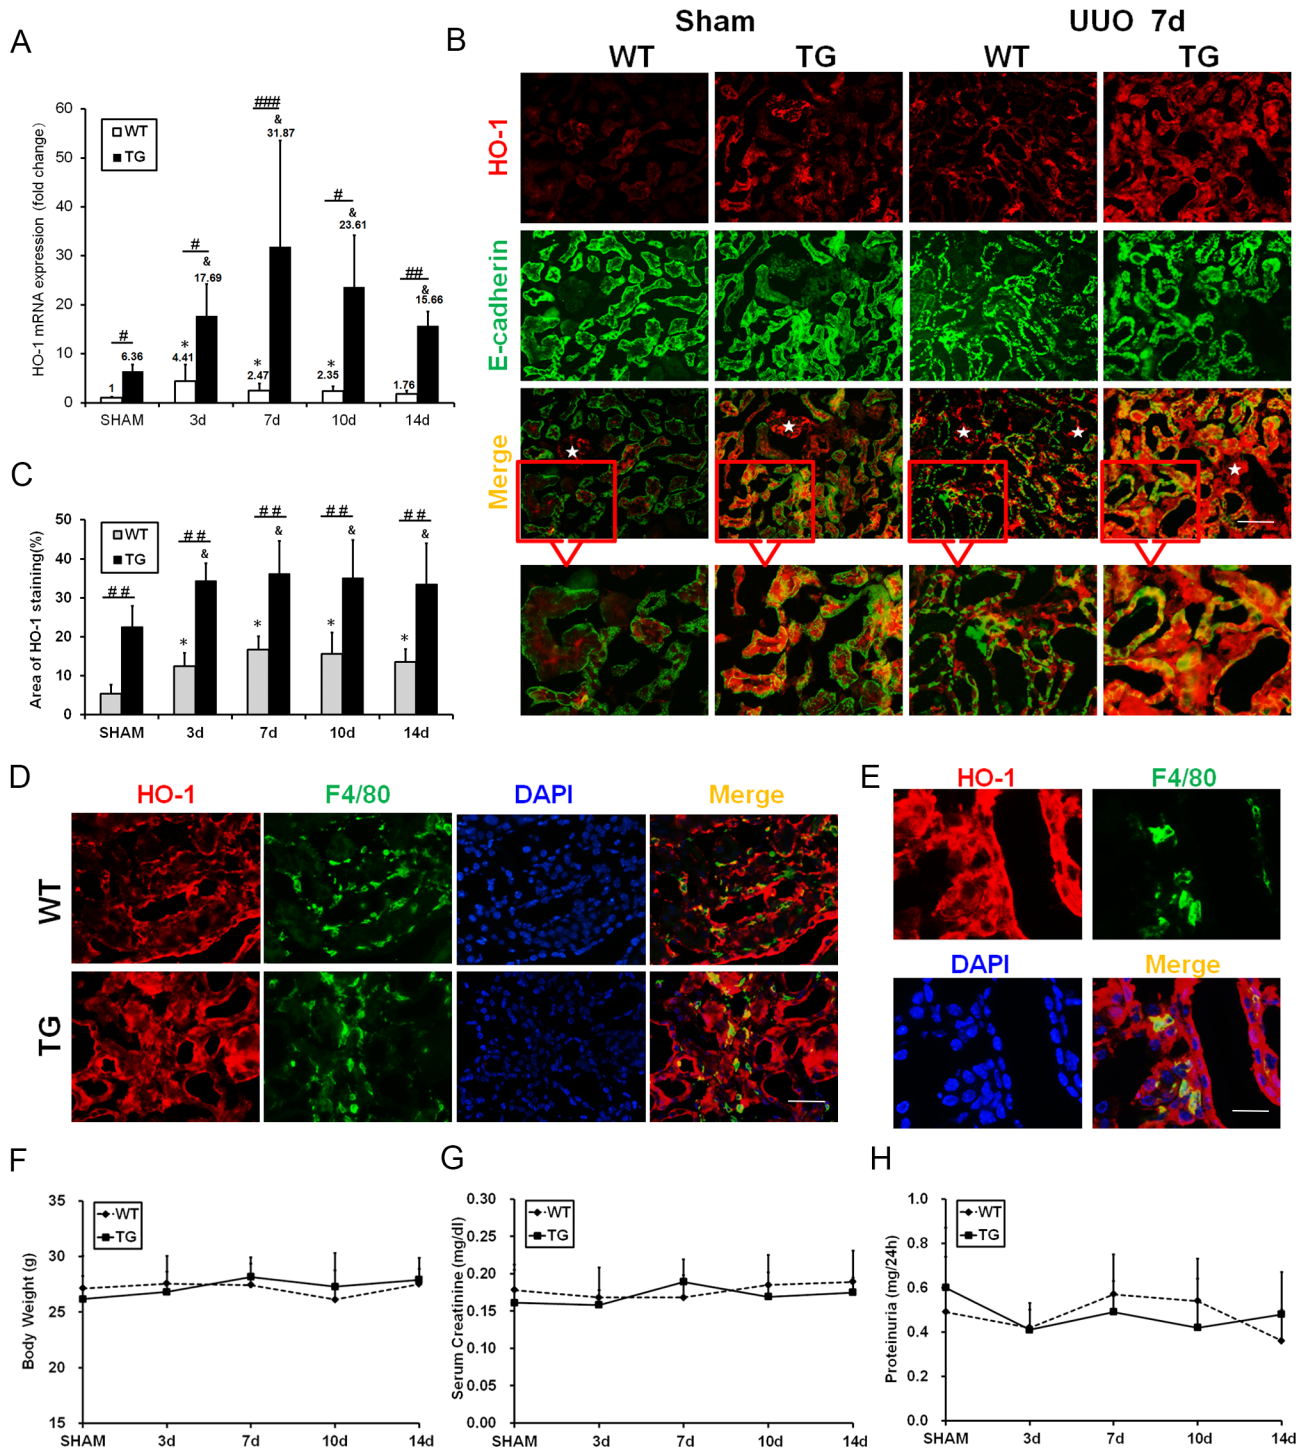 A
HO-1 mRNA expression (fold change)
60
50
40
30
20
10
0
WT
TG
#
1
6.36
#
&
17.69
*
4.41
###
&
31.87
*
2.47
#
&
23.61
*
2.35
##
&
15.66
1.76
SHAM 3d 7d 10d 14d
B
Sham UUO 7d
WT TG WT TG
HO-1
E-cadherin
Merge
C
Area of HO-1 staining(%)
50
40
30
20
10
0
WT
TG
##
## & *
## & *
## & *
## & *
SHAM 3d 7d 10d 14d
D
HO-1 F4/80 DAPI Merge
WT
TG
E
HO-1 F4/80
DAPI Merge
F
Body Weight (g)
35
30
25
20
15
WT
TG
SHAM 3d 7d 10d 14d
G
Serum Creatinine (mg/dl)
0.30
0.25
0.20
0.15
0.10
0.05
0.00
WT
TG
SHAM 3d 7d 10d 14d
H
Proteinuria (mg/24h)
1.0
0.8
0.6
0.4
0.2
0.0
WT
TG
SHAM 3d 7d 10d 14d